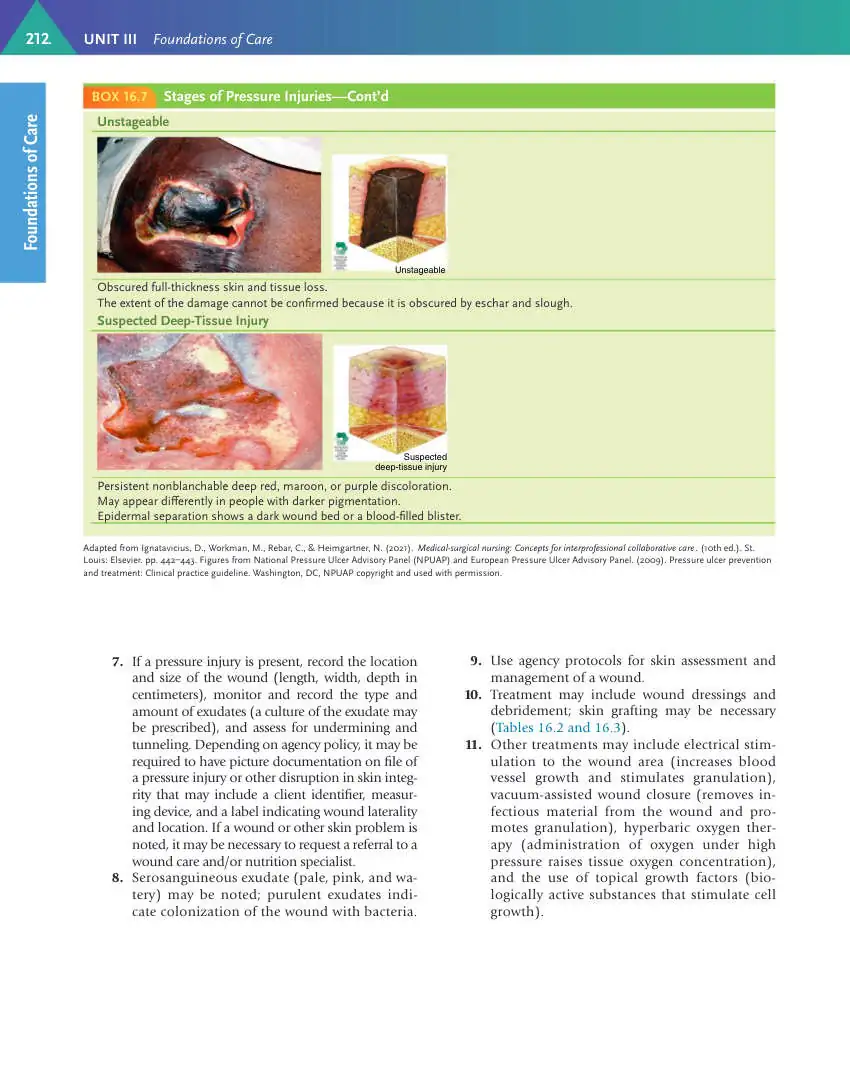 212
UNIT III Foundations of Care
Foundations of Care
BOX 16.7 Stages of Pressure Injuries—Cont'd
Unstageable
Unstageable
Obscured full-thickness skin and tissue loss.
The extent of the damage cannot be confirmed because it is obscured by eschar and slough.
Suspected Deep-Tissue Injury
Suspected
deep-tissue injury
Persistent nonblanchable deep red, maroon, or purple discoloration.
May appear differently in people with darker pigmentation.
Epidermal separation shows a dark wound bed or a blood-filled blister.
Adapted from Ignatavicius, D., Workman, M., Rebar, C., & Heimgartner, N. (2021). Medical-surgical nursing: Concepts for interprofessional collaborative care. (10th ed.). St.
Louis: Elsevier. pp. 442–443. Figures from National Pressure Ulcer Advisory Panel (NPUAP) and European Pressure Ulcer Advisory Panel. (2009). Pressure ulcer prevention
and treatment: Clinical practice guideline. Washington, DC, NPUAP copyright and used with permission.
7. If a pressure injury is present, record the location
and size of the wound (length, width, depth in
centimeters), monitor and record the type and
amount of exudates (a culture of the exudate may
be prescribed), and assess for undermining and
tunneling. Depending on agency policy, it may be
required to have picture documentation on file of
a pressure injury or other disruption in skin integ-
rity that may include a client identifier, measur-
ing device, and a label indicating wound laterality
and location. If a wound or other skin problem is
noted, it may be necessary to request a referral to a
wound care and/or nutrition specialist.
8. Serosanguineous exudate (pale, pink, and wa-
tery) may be noted; purulent exudates indi-
cate colonization of the wound with bacteria.
9. Use agency protocols for skin assessment and
management of a wound.
10. Treatment may include wound dressings and
debridement; skin grafting may be necessary
(Tables 16.2 and 16.3).
11. Other treatments may include electrical stim-
ulation to the wound area (increases blood
vessel growth and stimulates granulation),
vacuum-assisted wound closure (removes in-
fectious material from the wound and pro-
motes granulation), hyperbaric oxygen ther-
apy (administration of oxygen under high
pressure raises tissue oxygen concentration),
and the use of topical growth factors (bio-
logically active substances that stimulate cell
growth).